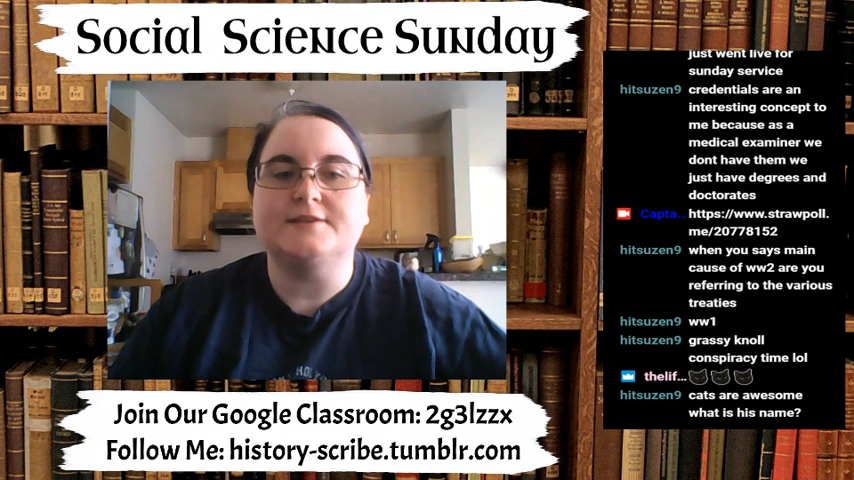 Social Science Sunday
just went live for
sunday service
hitsuzen9 credentials are an
interesting concept to
me because as a
medical examiner we
dont have them we
just have degrees and
doctorates
Capta... https://www.strawpoll.
me/20778152
hitsuzen9 when you says main
cause of ww2 are you
referring to the various
treaties
hitsuzen9 ww1
hitsuzen9 grassy knoll
conspiracy time lol
thelif...
hitsuzen9 cats are awesome
what is his name?
Join Our Google Classroom: 2g3lzzx
Follow Me: history-scribe.tumblr.com